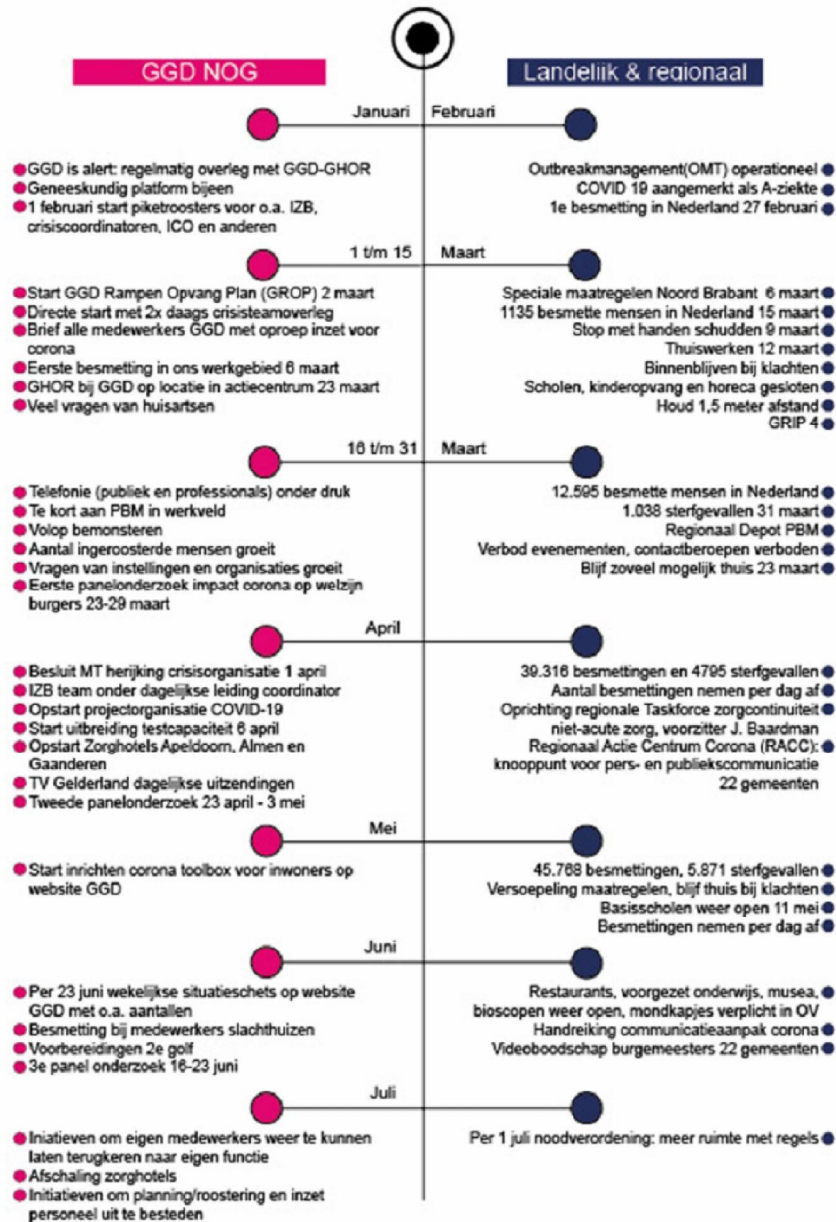 GGD NOG
Landelijk & regionaal
Januari Februari
GGD is alert: regelmatig overleg met GGD-GHOR
Geneeskundig platform bijeen
1 februari start piketroosters voor o.a. IZB,
crisiscoordinatoren, ICO en anderen
Outbreakmanagement(OMT) operationeel
COVID 19 aangemerkt als A-ziekte
1e besmetting in Nederland 27 februari
1 t/m 15 Maart
Start GGD Rampen Opvang Plan (GROP) 2 maart
Directe start met 2x daags crisisteamoverleg
Brief alle medewerkers GGD met oproep inzet voor
corona
Eerste besmetting in ons werkgebied 6 maart
GHOR bij GGD op locatie in actiecentrum 23 maart
Veel vragen van huisartsen
Speciale maatregelen Noord Brabant 6 maart
1135 besmette mensen in Nederland 15 maart
Stop met handen schudden 9 maart
Thuiswerken 12 maart
Binnenblijven bij klachten
Scholen, kinderopvang en horeca gesloten
Houd 1,5 meter afstand
GRIP 4
16 t/m 31 Maart
Telefonie (publiek en professionals) onder druk
Te kort aan PBM in werkveld
Volop bemonsteren
Aantal ingeroosterde mensen groeit
Vragen van instellingen en organisaties groeit
Eerste panelonderzoek impact corona op welzijn
burgers 23-29 maart
12.595 besmette mensen in Nederland
1.038 sterfgevallen 31 maart
Regionaal Depot PBM
Verbod evenementen, contactberoepen verboden
Blijf zoveel mogelijk thuis 23 maart
April
Besluit MT herijking crisisorganisatie 1 april
IZB team onder dagelijkse leiding coordinator
Opstart projectorganisatie COVID-19
Start uitbreiding testcapaciteit 6 april
Opstart Zorghotels Apeldoorn, Almen en
Gaanderen
TV Gelderland dagelijkse uitzendingen
Tweede panelonderzoek 23 april - 3 mei
39.316 besmettingen en 4795 sterfgevallen
Aantal besmettingen nemen per dag af
Oprichting regionale Taskforce zorgcontinuiteit
niet-acute zorg, voorzitter J. Baardman
Regionaal Actie Centrum Corona (RACC):
knooppunt voor pers- en publiekscommunicatie
22 gemeenten
Mei
Start inrichten corona toolbox voor inwoners op
website GGD
45.768 besmettingen, 5.871 sterfgevallen
Versoepeling maatregelen, blijf thuis bij klachten
Basisscholen weer open 11 mei
Besmettingen nemen per dag af
Juni
Per 23 juni wekelijkse situatieschets op website
GGD met o.a. aantallen
Besmetting bij medewerkers slachthuizen
Voorbereidingen 2e golf
3e panel onderzoek 16-23 juni
Restaurants, voorgezet onderwijs, musea,
bioscopen weer open, mondkapjes verplicht in OV
Handreiking communicatieaanpak corona
Videoboodschap burgemeesters 22 gemeenten
Juli
Iniatieven om eigen medewerkers weer te kunnen
laten terugkeren naar eigen functie
Afschaling zorghotels
Initiatieven om planning/roostering en inzet
personeel uit te besteden
Per 1 juli noodverordening: meer ruimte met regels